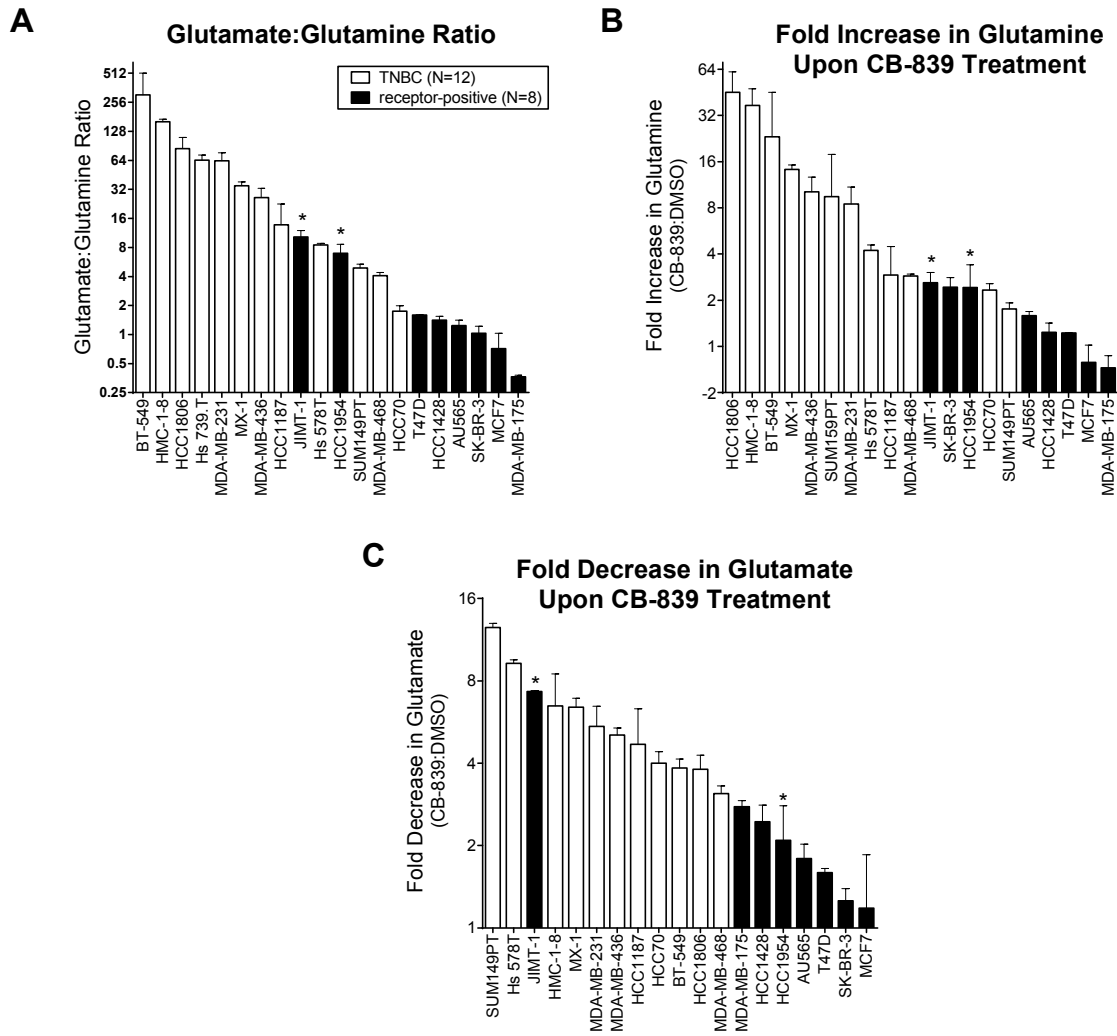 A
Glutamate:Glutamine Ratio
TNBC (N=12)
receptor-positive (N=8)
Glutamate:Glutamine Ratio
512
256
128
64
32
16
8
4
2
1
0.5
0.25
*
*
BT-549
HMC-1-8
HCC1806
Hs 739.T
MDA-MB-231
MX-1
MDA-MB-436
HCC1187
JIMT-1
Hs 578T
HCC1954
SUM149PT
MDA-MB-468
HCC70
T47D
HCC1428
AU565
SK-BR-3
MCF7
MDA-MB-175
B
Fold Increase in Glutamine
Upon CB-839 Treatment
Fold Increase in Glutamine
(CB-839:DMSO)
64
32
16
8
4
2
1
-2
*
*
HCC1806
HMC-1-8
BT-549
MX-1
MDA-MB-436
SUM159PT
MDA-MB-231
Hs 578T
HCC1187
MDA-MB-468
JIMT-1
SK-BR-3
HCC1954
HCC70
SUM149PT
AU565
HCC1428
T47D
MCF7
MDA-MB-175
C
Fold Decrease in Glutamate
Upon CB-839 Treatment
Fold Decrease in Glutamate
(CB-839:DMSO)
16
8
4
2
1
*
*
SUM149PT
Hs 578T
JIMT-1
HMC-1-8
MX-1
MDA-MB-231
MDA-MB-436
HCC1187
HCC70
BT-549
HCC1806
MDA-MB-468
MDA-MB-175
HCC1428
HCC1954
AU565
T47D
SK-BR-3
MCF7